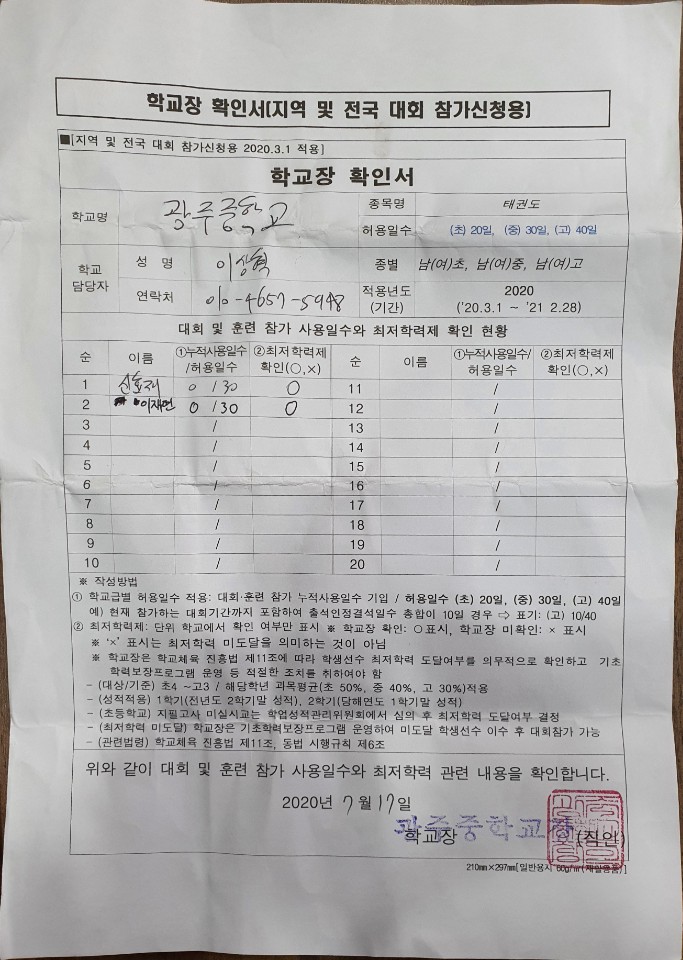 학교장 확인서[지역 및 전국 대회 참가신청용]
■[지역 및 전국 대회 참가신청용 2020.3.1 적용]
학교장 확인서
학교명 광주중학교 종목명 태권도
허용일수 (초) 20일, (중) 30일, (고) 40일
학교 담당자 성 명 이상혁 종별 남(여)초, 남(여)중, 남(여)고
연락처 010-4657-5948 적용년도 (기간) 2020 ('20.3.1 ~ '21 2.28)
대회 및 훈련 참가 사용일수와 최저학력제 확인 현황
순 이름 ①누적사용일수/허용일수 ②최저학력제 확인(○,×) 순 이름 ①누적사용일수/허용일수 ②최저학력제 확인(○,×)
1 0 / 30 ○ 11 /
2 이재언 0 / 30 ○ 12 /
3 / 13 /
4 / 14 /
5 / 15 /
6 / 16 /
7 / 17 /
8 / 18 /
9 / 19 /
10 / 20 /
※ 작성방법
① 학교급별 허용일수 적용: 대회·훈련 참가 누적사용일수 기입 / 허용일수 (초) 20일, (중) 30일, (고) 40일
예) 현재 참가하는 대회기간까지 포함하여 출석인정결석일수 총합이 10일 경우 ⇨ 표기: (고) 10/40
② 최저학력제: 단위 학교에서 확인 여부만 표시 ※ 학교장 확인: ○표시, 학교장 미확인: × 표시
※ '×' 표시는 최저학력 미도달을 의미하는 것이 아님
※ 학교장은 학교체육 진흥법 제11조에 따라 학생선수 최저학력 도달여부를 의무적으로 확인하고 기초
학력보장프로그램 운영 등 적절한 조치를 취하여야 함
- (대상/기준) 초4 ~고3 / 해당학년 과목평균(초 50%, 중 40%, 고 30%)적용
- (성적적용) 1학기(전년도 2학기말 성적), 2학기(당해연도 1학기말 성적)
- (초등학교) 지필고사 미실시교는 학업성적관리위원회에서 심의 후 최저학력 도달여부 결정
- (최저학력 미도달) 학교장은 기초학력보장프로그램 운영하여 미도달 학생선수 이수 후 대회참가 가능
- (관련법령) 학교체육 진흥법 제11조, 동법 시행규칙 제6조
위와 같이 대회 및 훈련 참가 사용일수와 최저학력 관련 내용을 확인합니다.
2020년 7월 17일
광주중학교장
학교장 (직인)
210㎜×297㎜[일반용지 60g/㎡(재활용품)]